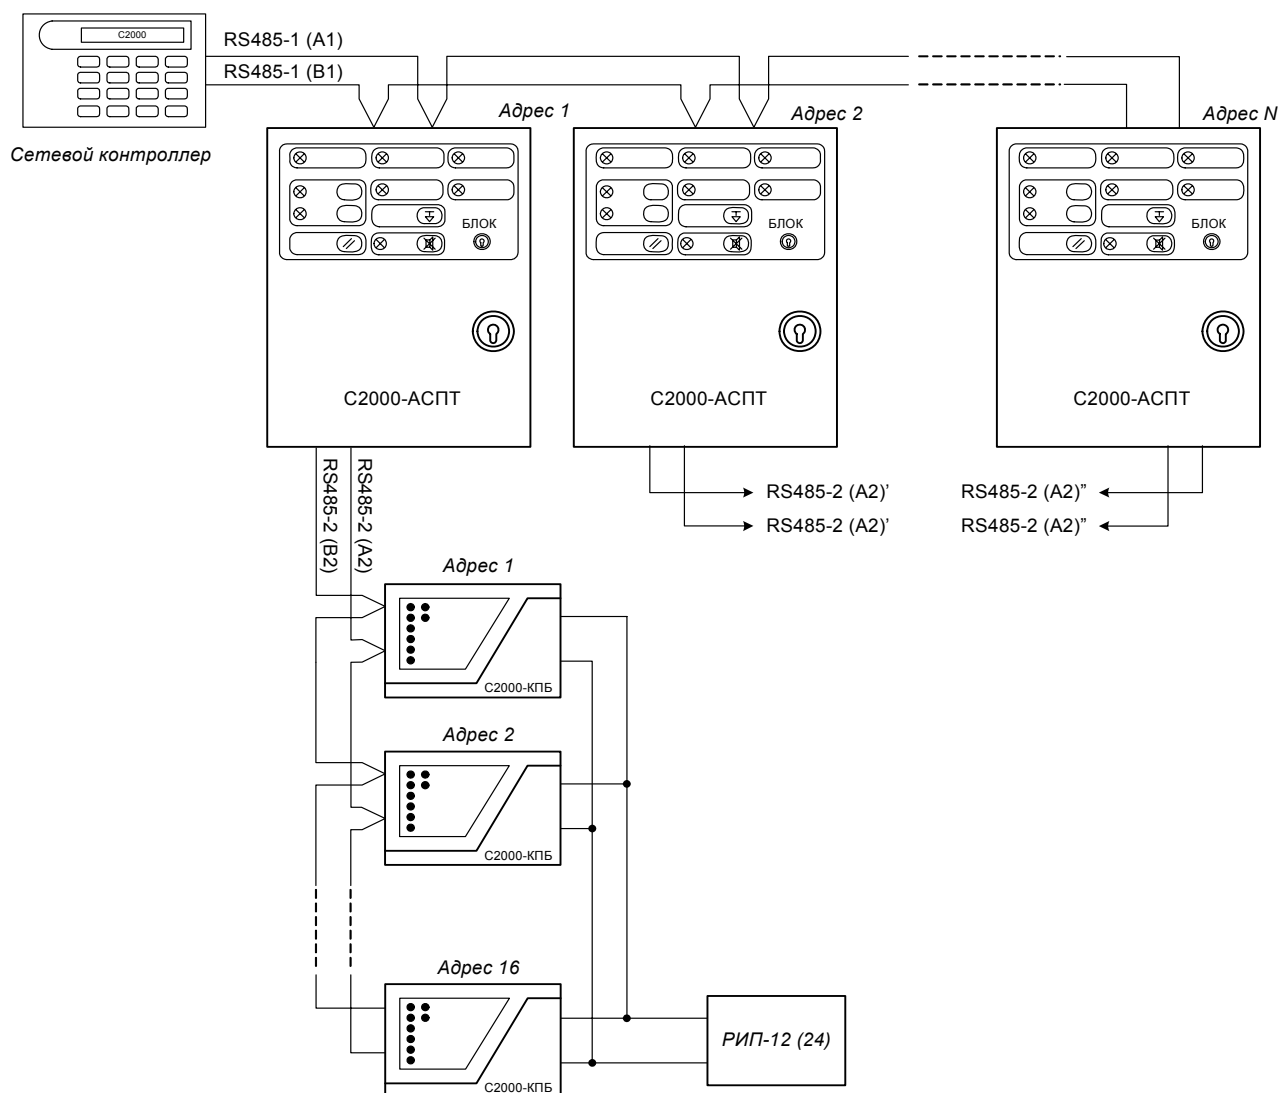 С2000
RS485-1 (A1)
RS485-1 (B1)
Сетевой контроллер
Адрес 1
Адрес 2
Адрес N
БЛОК
БЛОК
БЛОК
С2000-АСПТ
С2000-АСПТ
С2000-АСПТ
RS485-2 (B2)
RS485-2 (A2)
RS485-2 (A2)'
RS485-2 (A2)'
RS485-2 (A2)"
RS485-2 (A2)"
Адрес 1
С2000-КПБ
Адрес 2
С2000-КПБ
Адрес 16
С2000-КПБ
РИП-12 (24)